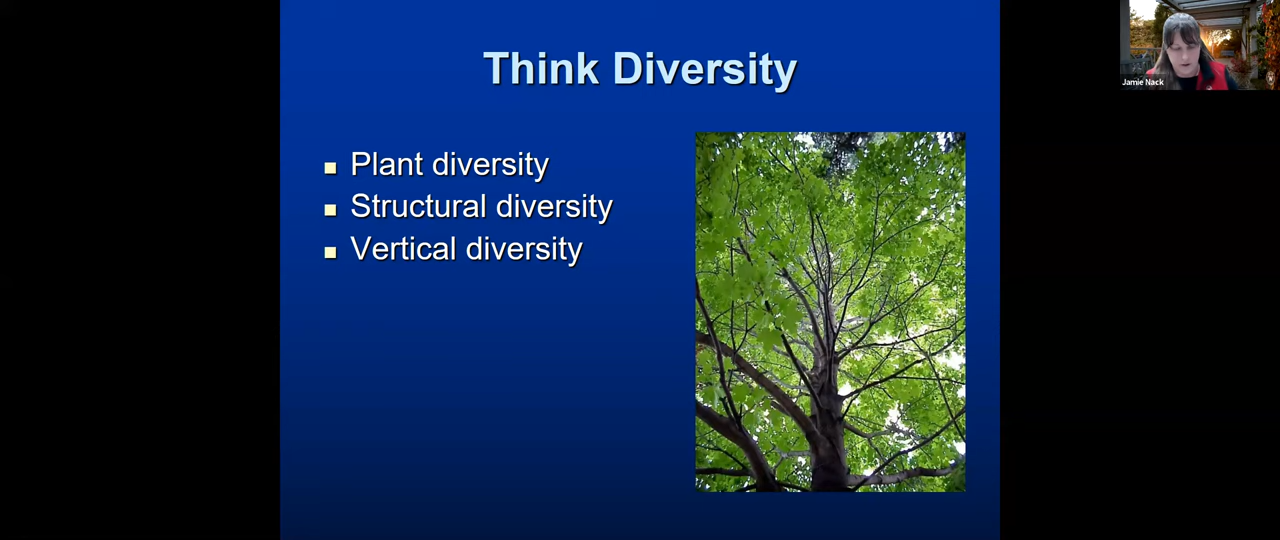 Think Diversity
Plant diversity
Structural diversity
Vertical diversity
Jamie Nack